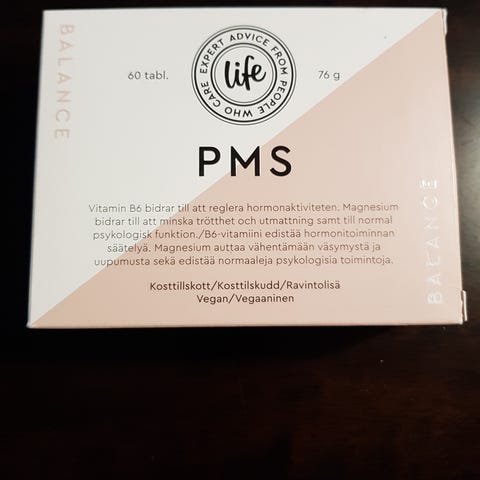 BALANCE
60 tabl.
EXPERT ADVICE FROM PEOPLE WHO CARE
life
76 g
PMS
Vitamin B6 bidrar till att reglera hormonaktiviteten. Magnesium
bidrar till att minska trötthet och utmattning samt till normal
psykologisk funktion./B6-vitamiini edistää hormonitoiminnan
säätelyä. Magnesium auttaa vähentämään väsymystä ja
uupumusta sekä edistää normaaleja psykologisia toimintoja.
Kosttillskott/Kosttilskudd/Ravintolisä
Vegan/Vegaaninen
BALANCE